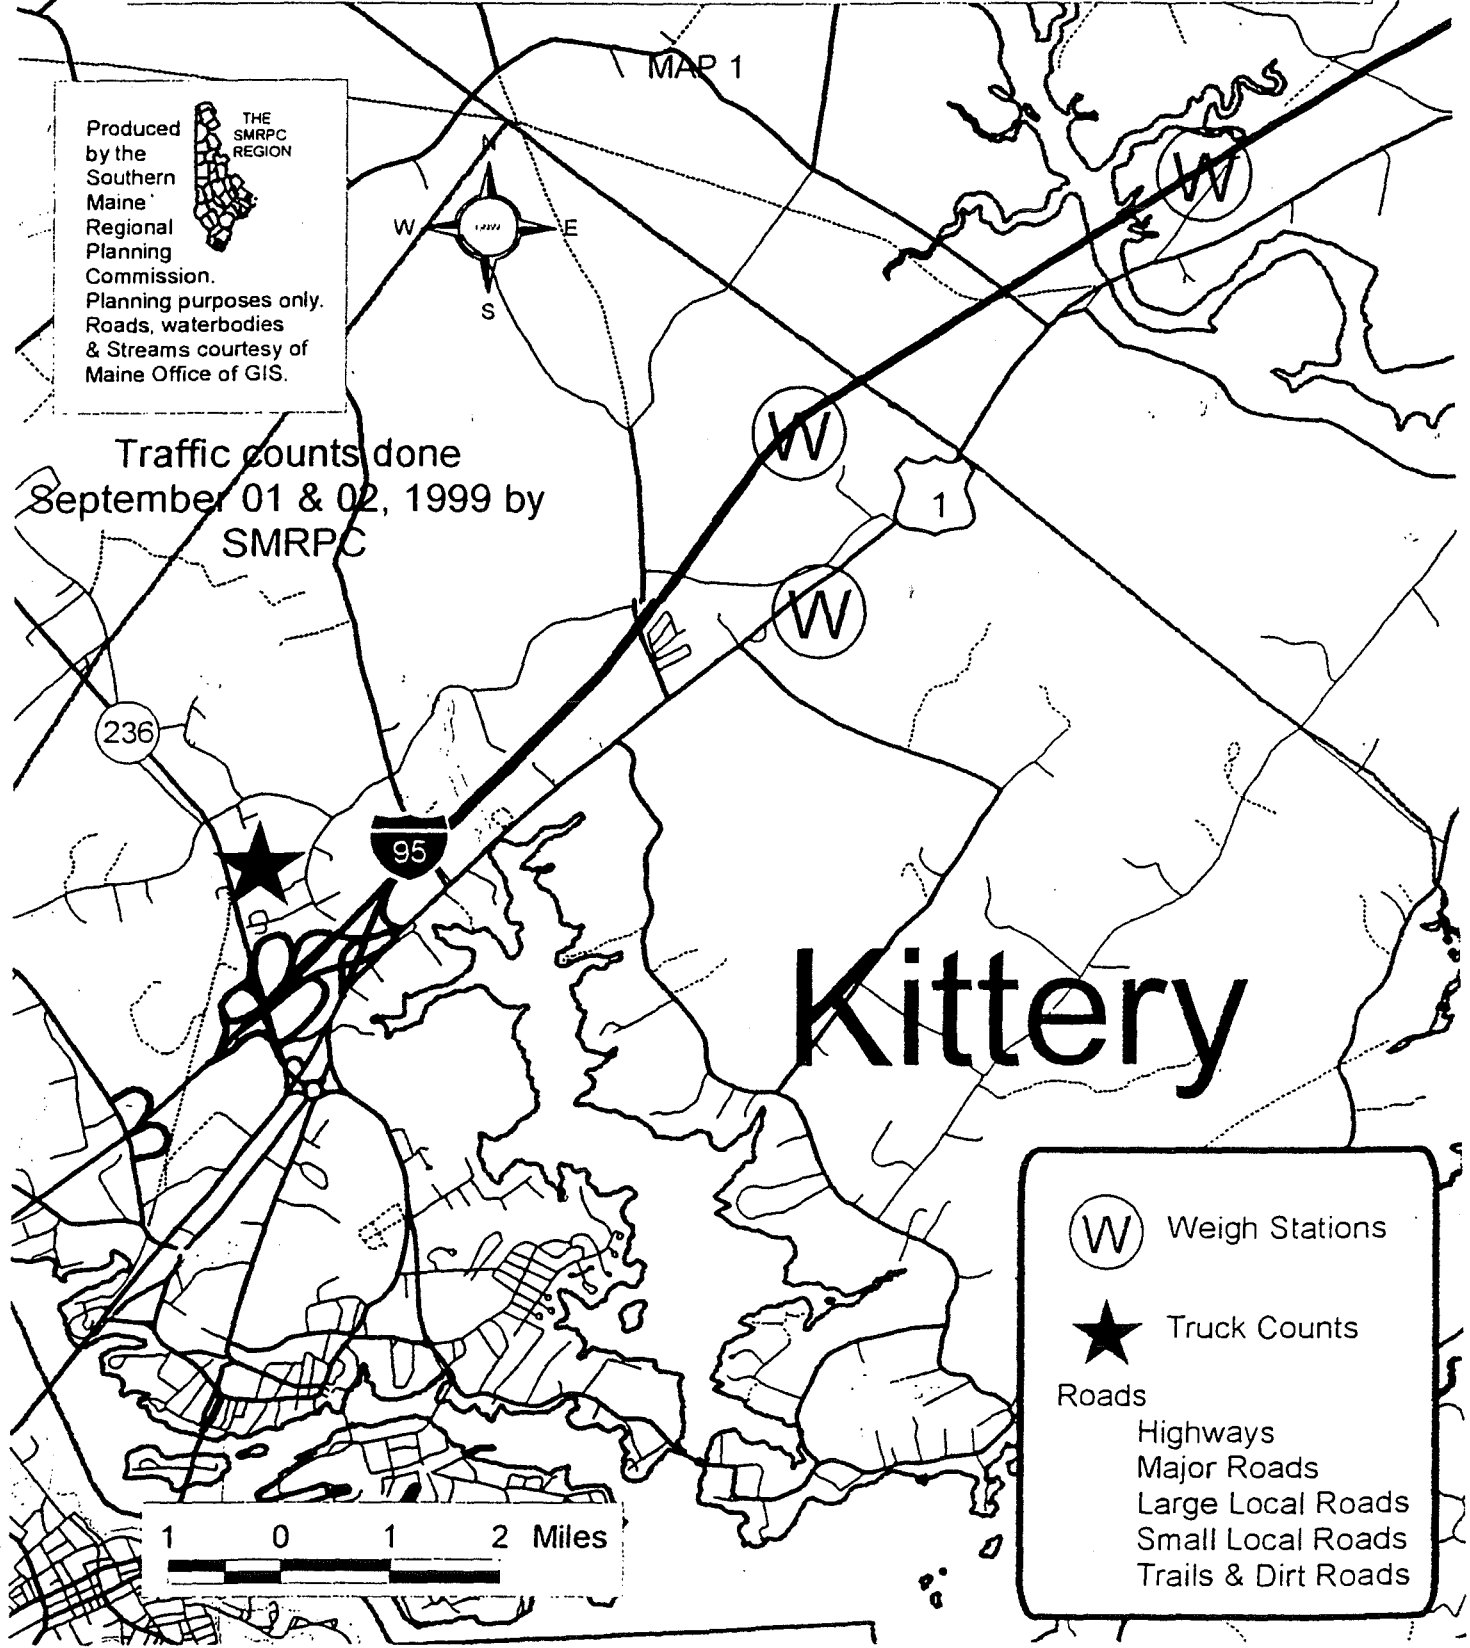 MAP 1
Produced
by the
Southern
Maine
Regional
Planning
Commission.
Planning purposes only.
Roads, waterbodies
& Streams courtesy of
Maine Office of GIS.
THE
SMRPC
REGION
N
W
E
S
W
W
1
W
Traffic counts done
September 01 & 02, 1999 by
SMRPC
236
95
Kittery
W Weigh Stations
Truck Counts
Roads
Highways
Major Roads
Large Local Roads
Small Local Roads
Trails & Dirt Roads
1 0 1 2 Miles